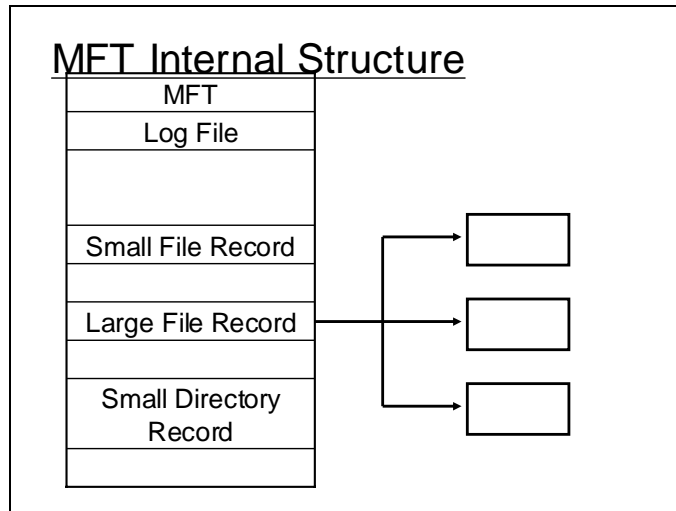 MFT Internal Structure
MFT
Log File
Small File Record
Large File Record
Small Directory
Record